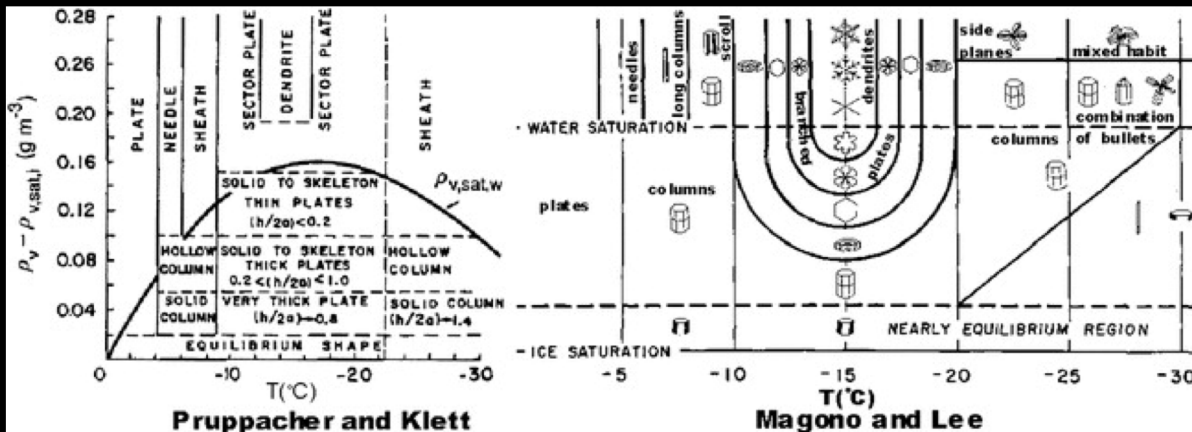 0.28
0.24
0.20
0.16
0.12
0.08
0.04
ρv – ρv,sat,i (g m-3)
PLATE
NEEDLE
SHEATH
SECTOR PLATE
DENDRITE
SECTOR PLATE
SHEATH
ρv,sat,w
SOLID TO SKELETON
THIN PLATES
(h/2a)<0.2
HOLLOW
COLUMN
SOLID TO SKELETON
THICK PLATES
0.2<(h/2a)<1.0
HOLLOW
COLUMN
SOLID
COLUMN
VERY THICK PLATE
(h/2a)→0.8
SOLID COLUMN
(h/2a)→1.4
EQUILIBRIUM SHAPE
0 -10 -20 -30
T(°C)
Pruppacher and Klett
needles
long columns
scroll
branched
dendrites
plates
side
planes
mixed habit
WATER SATURATION
combination
of bullets
columns
plates
columns
NEARLY EQUILIBRIUM REGION
ICE SATURATION
-5 -10 -15 -20 -25 -30
T(°C)
Magono and Lee